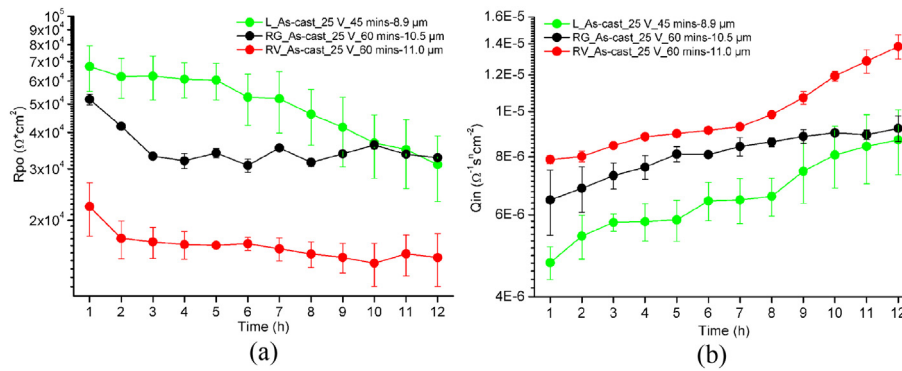 L_As-cast_25 V_45 mins-8.9 µm
RG_As-cast_25 V_60 mins-10.5 µm
RV_As-cast_25 V_60 mins-11.0 µm
10^5
9x10^4
8x10^4
7x10^4
6x10^4
5x10^4
4x10^4
3x10^4
2x10^4
Rpo (Ω*cm²)
1 2 3 4 5 6 7 8 9 10 11 12
Time (h)
(a)
L_As-cast_25 V_45 mins-8.9 µm
RG_As-cast_25 V_60 mins-10.5 µm
RV_As-cast_25 V_60 mins-11.0 µm
1.6E-5
1.4E-5
1.2E-5
1E-5
8E-6
6E-6
4E-6
Qin (Ω⁻¹sⁿcm⁻²)
1 2 3 4 5 6 7 8 9 10 11 12
Time (h)
(b)